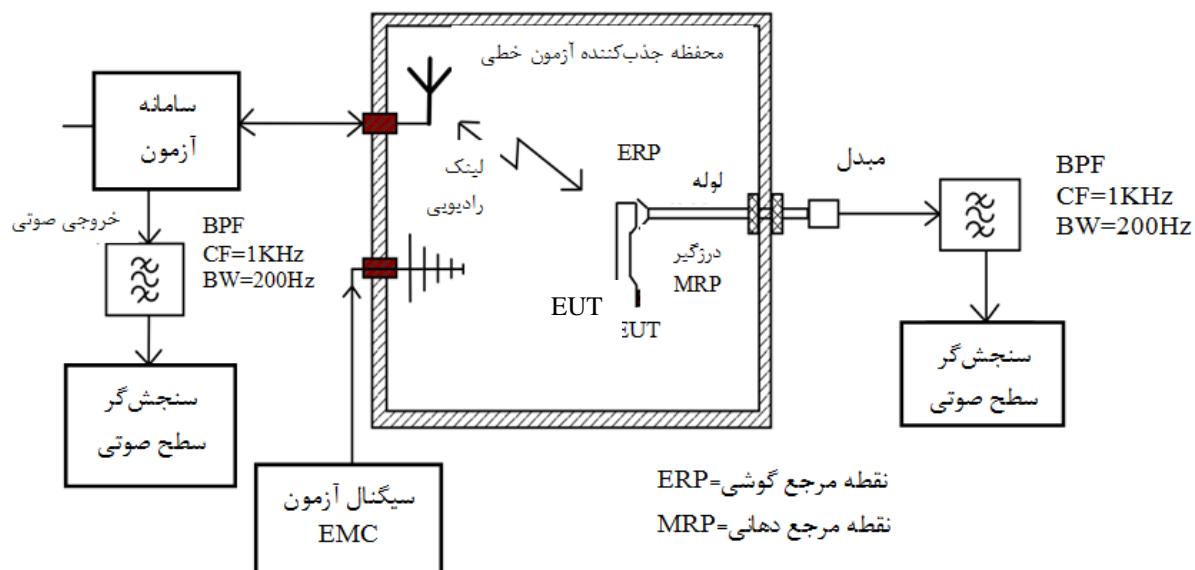 محفظه جذب‌کننده آزمون خطی
سامانه
آزمون
لینک
رادیویی
ERP
لوله
مبدل
BPF
CF=1KHz
BW=200Hz
خروجی صوتی
BPF
CF=1KHz
BW=200Hz
درزگیر
MRP
EUT
EUT
سنجش‌گر
سطح صوتی
سنجش‌گر
سطح صوتی
سیگنال آزمون
EMC
نقطه مرجع گوشی=ERP
نقطه مرجع دهانی=MRP